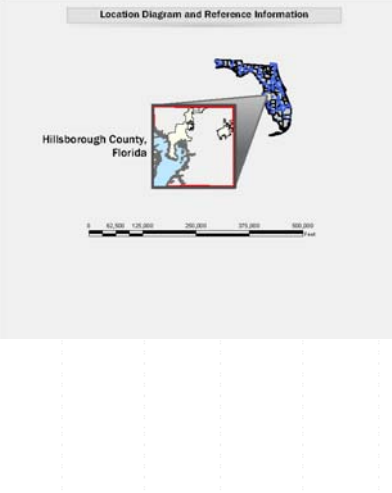 Location Diagram and Reference Information
Hillsborough County,
Florida
0 62,500 125,000 250,000 375,000 500,000
Feet